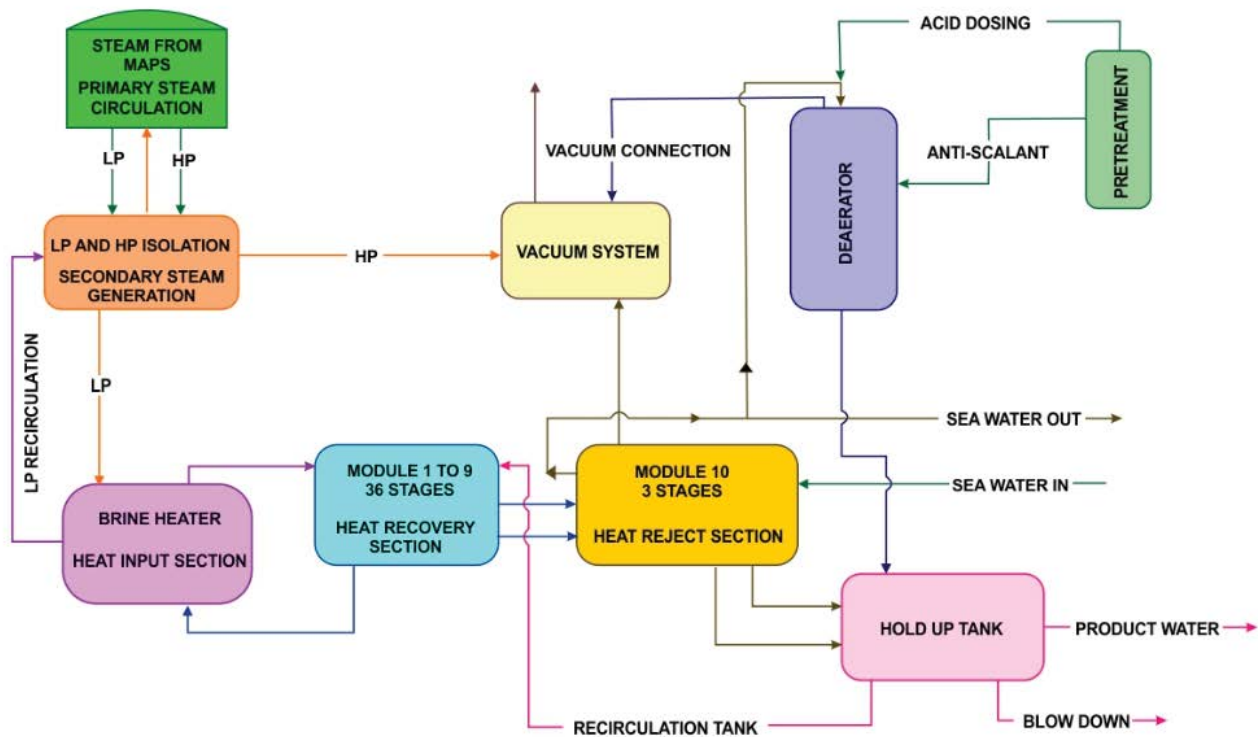 STEAM FROM
MAPS
PRIMARY STEAM
CIRCULATION
LP
HP
LP AND HP ISOLATION
SECONDARY STEAM
GENERATION
HP
LP
LP RECIRCULATION
VACUUM CONNECTION
VACUUM SYSTEM
ACID DOSING
ANTI-SCALANT
PRETREATMENT
DEAERATOR
SEA WATER OUT
SEA WATER IN
BRINE HEATER
HEAT INPUT SECTION
MODULE 1 TO 9
36 STAGES
HEAT RECOVERY
SECTION
MODULE 10
3 STAGES
HEAT REJECT SECTION
HOLD UP TANK
PRODUCT WATER
BLOW DOWN
RECIRCULATION TANK